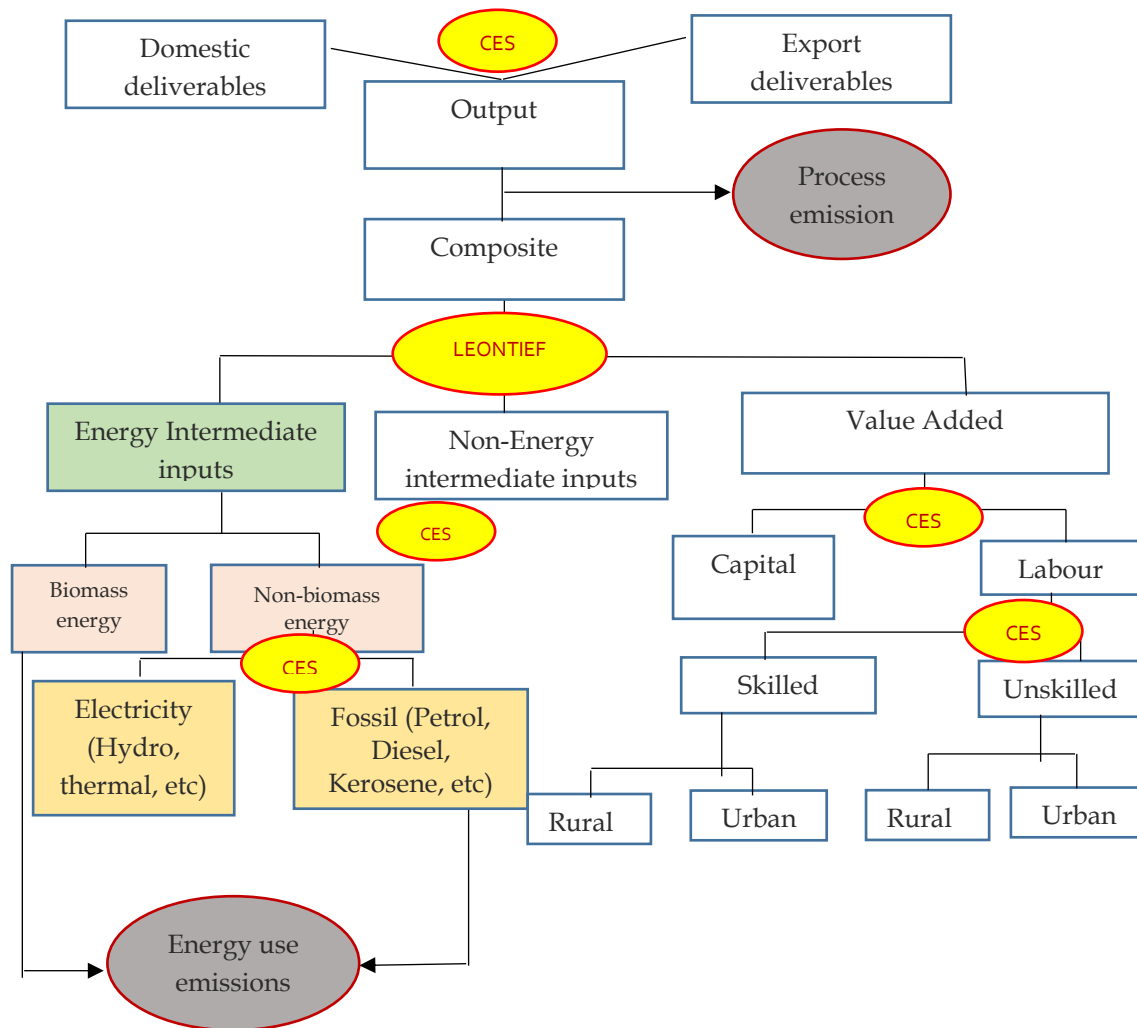 Domestic
deliverables
CES
Export
deliverables
Output
Process
emission
Composite
LEONTIEF
Energy Intermediate
inputs
Non-Energy
intermediate inputs
Value Added
CES
CES
Biomass
energy
Non-biomass
energy
Capital
Labour
CES
CES
Electricity
(Hydro,
thermal, etc)
Fossil (Petrol,
Diesel,
Kerosene, etc)
Skilled
Unskilled
Rural
Urban
Rural
Urban
Energy use
emissions